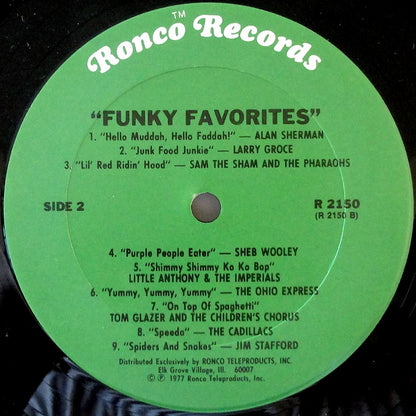 Ronco Records™
"FUNKY FAVORITES"
1. "Hello Muddah, Hello Faddah!" — ALAN SHERMAN
2. "Junk Food Junkie" — LARRY GROCE
3. "Lil' Red Ridin' Hood" — SAM THE SHAM AND THE PHAROAHS
SIDE 2
R 2150
(R 2150 B)
4. "Purple People Eater" — SHEB WOOLEY
5. "Shimmy Shimmy Ko Ko Bop"
LITTLE ANTHONY & THE IMPERIALS
6. "Yummy, Yummy, Yummy" — THE OHIO EXPRESS
7. "On Top Of Spaghetti"
TOM GLAZER AND THE CHILDREN'S CHORUS
8. "Speedo" — THE CADILLACS
9. "Spiders And Snakes" — JIM STAFFORD
Distributed Exclusively by RONCO TELEPRODUCTS, INC.
Elk Grove Village, Ill. 60007
© ℗ 1977 Ronco Teleproducts, Inc.